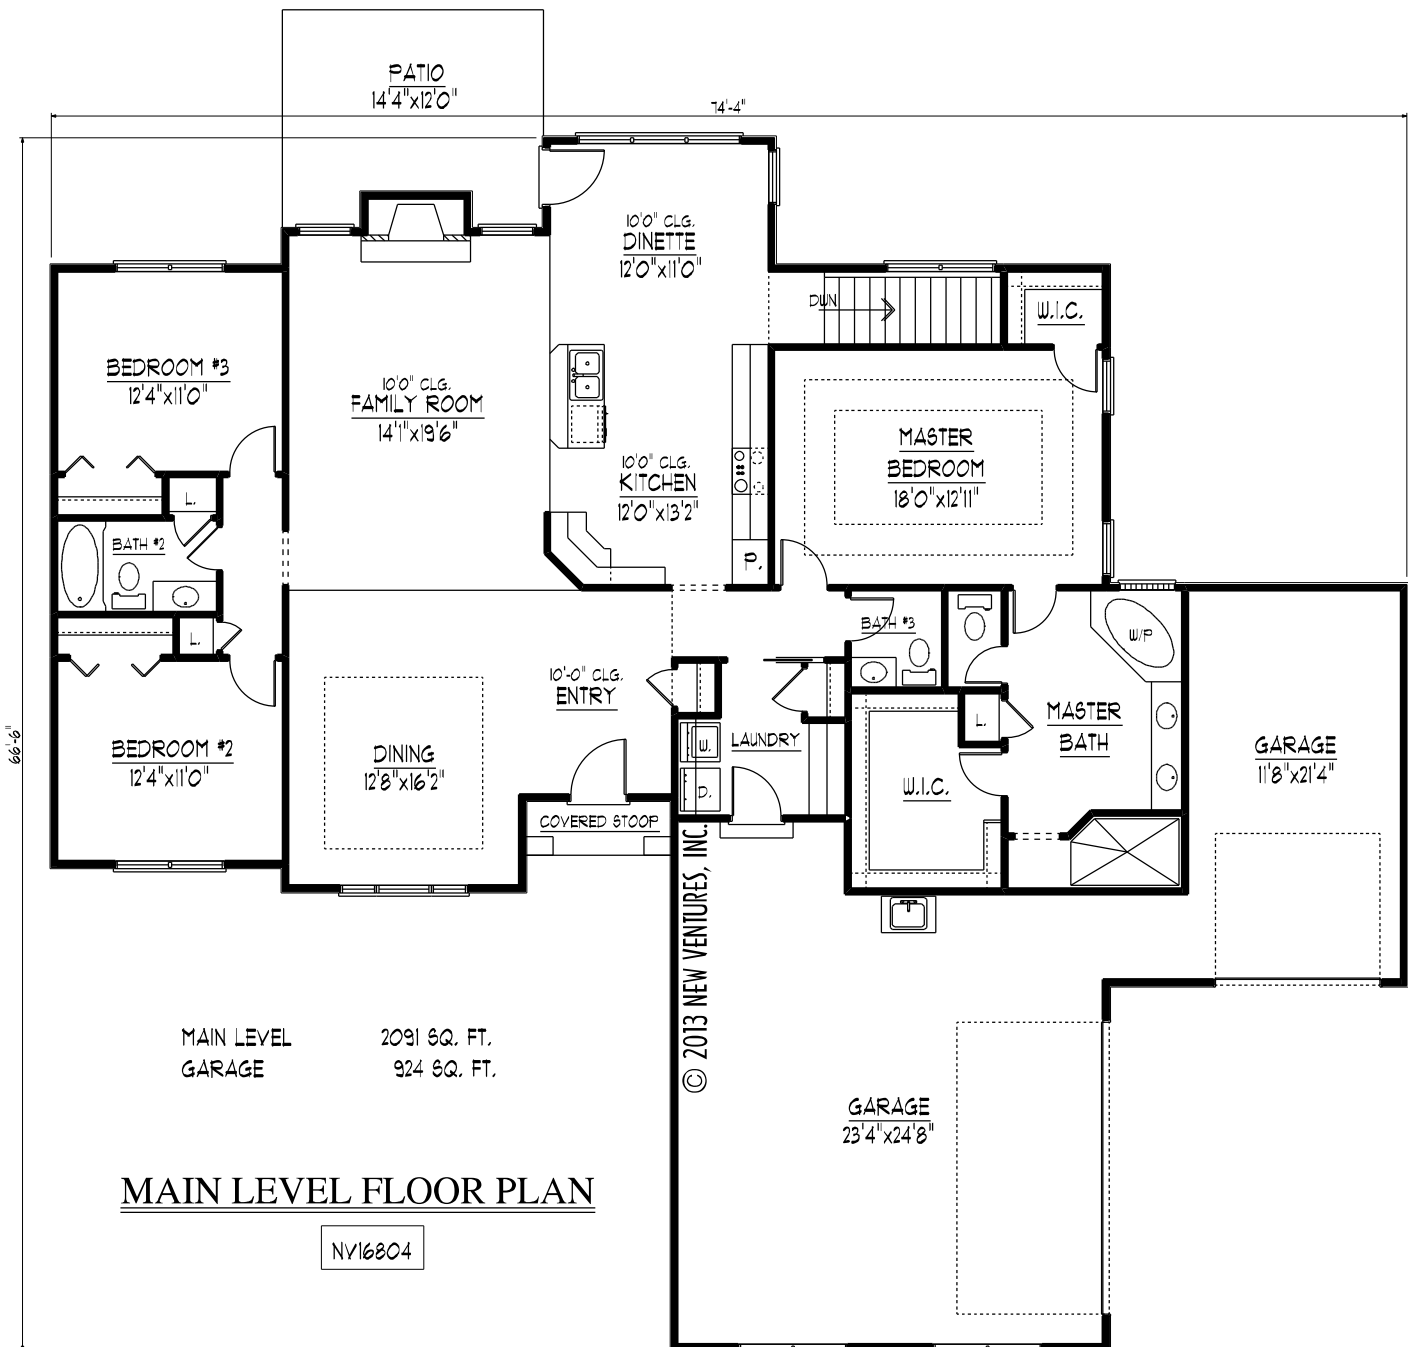 PATIO
14'4"x12'0"
74'-4"
10'0" CLG.
DINETTE
12'0"x11'0"
DWN
W.I.C.
BEDROOM #3
12'4"x11'0"
10'0" CLG.
FAMILY ROOM
14'1"x19'6"
10'0" CLG.
KITCHEN
12'0"x13'2"
MASTER
BEDROOM
18'0"x12'11"
L.
BATH #2
P.
BATH #3
W/P
L.
10'-0" CLG.
ENTRY
L.
MASTER
BATH
66'-6"
BEDROOM #2
12'4"x11'0"
DINING
12'8"x16'2"
W.
LAUNDRY
D.
W.I.C.
GARAGE
11'8"x21'4"
COVERED STOOP
© 2013 NEW VENTURES, INC.
MAIN LEVEL 2091 SQ. FT.
GARAGE 924 SQ. FT.
GARAGE
23'4"x24'8"
MAIN LEVEL FLOOR PLAN
NV16804